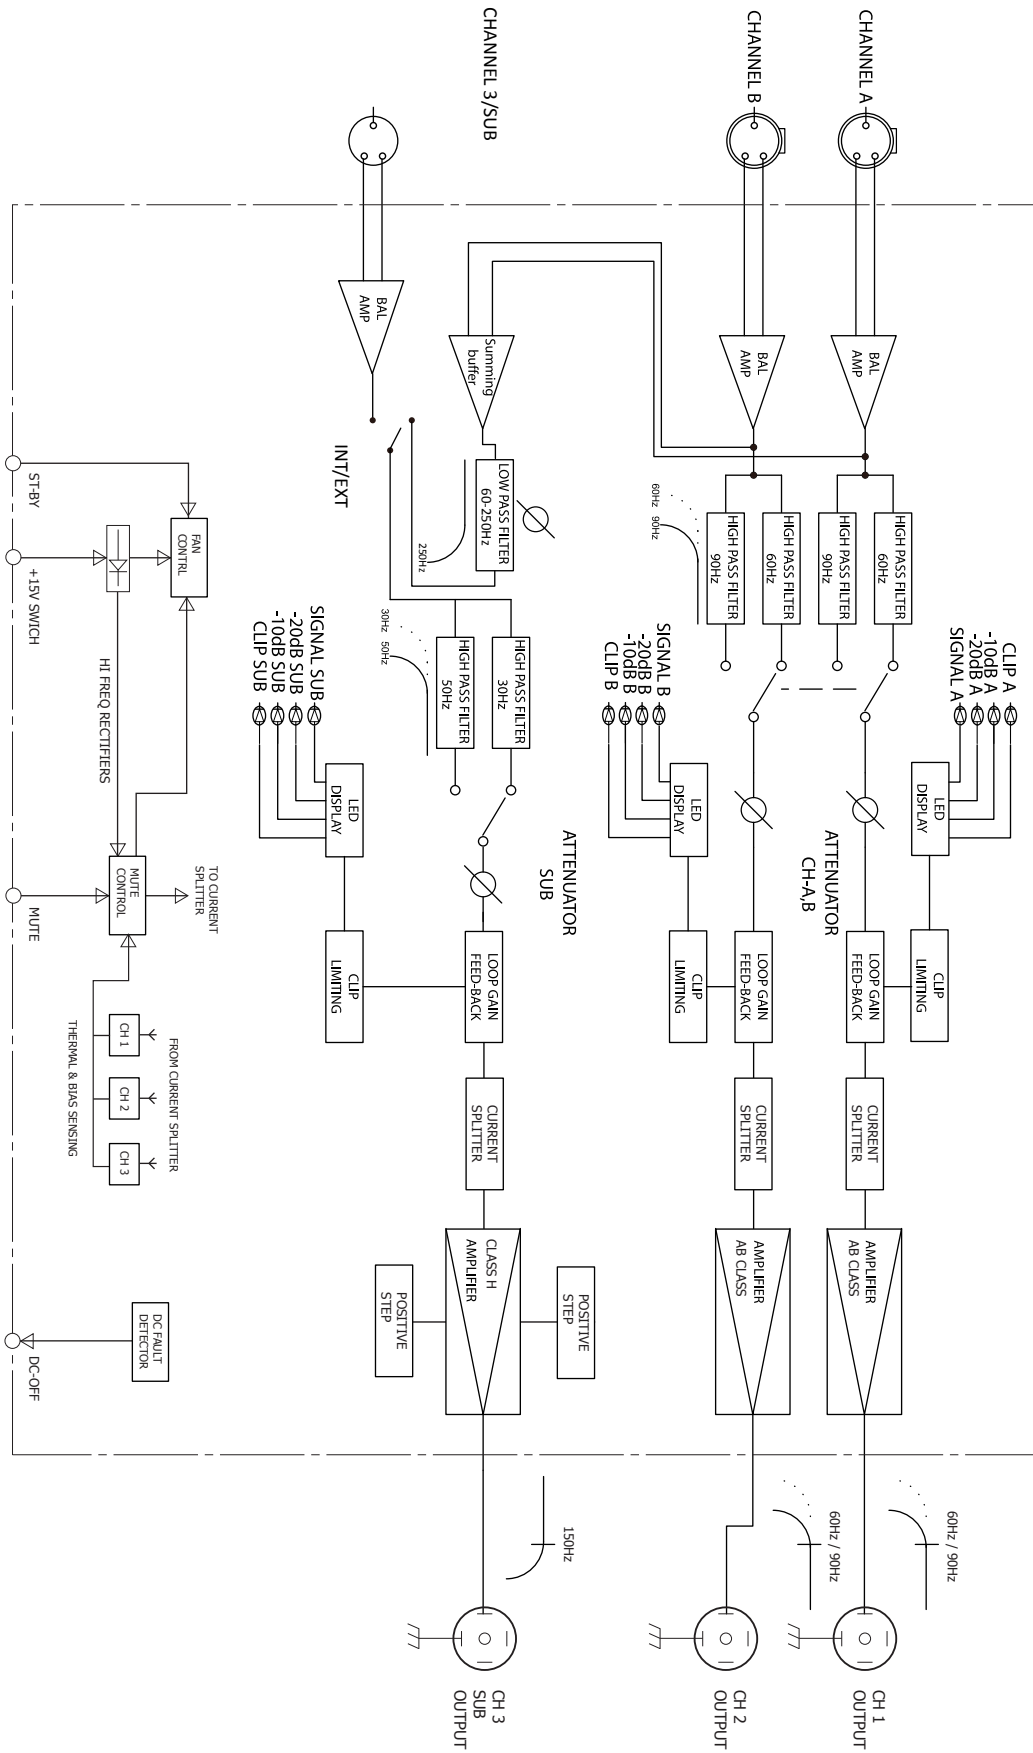 CHANNEL A
CHANNEL B
CHANNEL 3/SUB
BAL
AMP
BAL
AMP
BAL
AMP
Summing
buffer
INT/EXT
LOW PASS FILTER
60-250Hz
250Hz
HIGH PASS FILTER
60Hz
HIGH PASS FILTER
90Hz
HIGH PASS FILTER
60Hz
HIGH PASS FILTER
90Hz
60Hz
90Hz
HIGH PASS FILTER
30Hz
HIGH PASS FILTER
50Hz
30Hz
50Hz
CLIP A
-10dB A
-20dB A
SIGNAL A
LED
DISPLAY
CLIP
LIMITING
SIGNAL B
-20dB B
-10dB B
CLIP B
LED
DISPLAY
CLIP
LIMITING
SIGNAL SUB
-20dB SUB
-10dB SUB
CLIP SUB
LED
DISPLAY
CLIP
LIMITING
ATTENUATOR
CH-A,B
ATTENUATOR
SUB
LOOP GAIN
FEED-BACK
LOOP GAIN
FEED-BACK
LOOP GAIN
FEED-BACK
CURRENT
SPLITTER
CURRENT
SPLITTER
CURRENT
SPLITTER
AMPLIFIER
AB CLASS
AMPLIFIER
AB CLASS
CLASS H
AMPLIFIER
POSITIVE
STEP
POSITIVE
STEP
60Hz / 90Hz
60Hz / 90Hz
150Hz
CH 1
OUTPUT
CH 2
OUTPUT
CH 3
SUB
OUTPUT
ST-BY
+15V SWICH
FAN
CONTRL
HI FREQ RECTIFIERS
MUTE
MUTE
CONTROL
TO CURRENT
SPLITTER
CH 1
CH 2
CH 3
FROM CURRENT SPLITTER
THERMAL & BIAS SENSING
DC FAULT
DETECTOR
DC-OFF